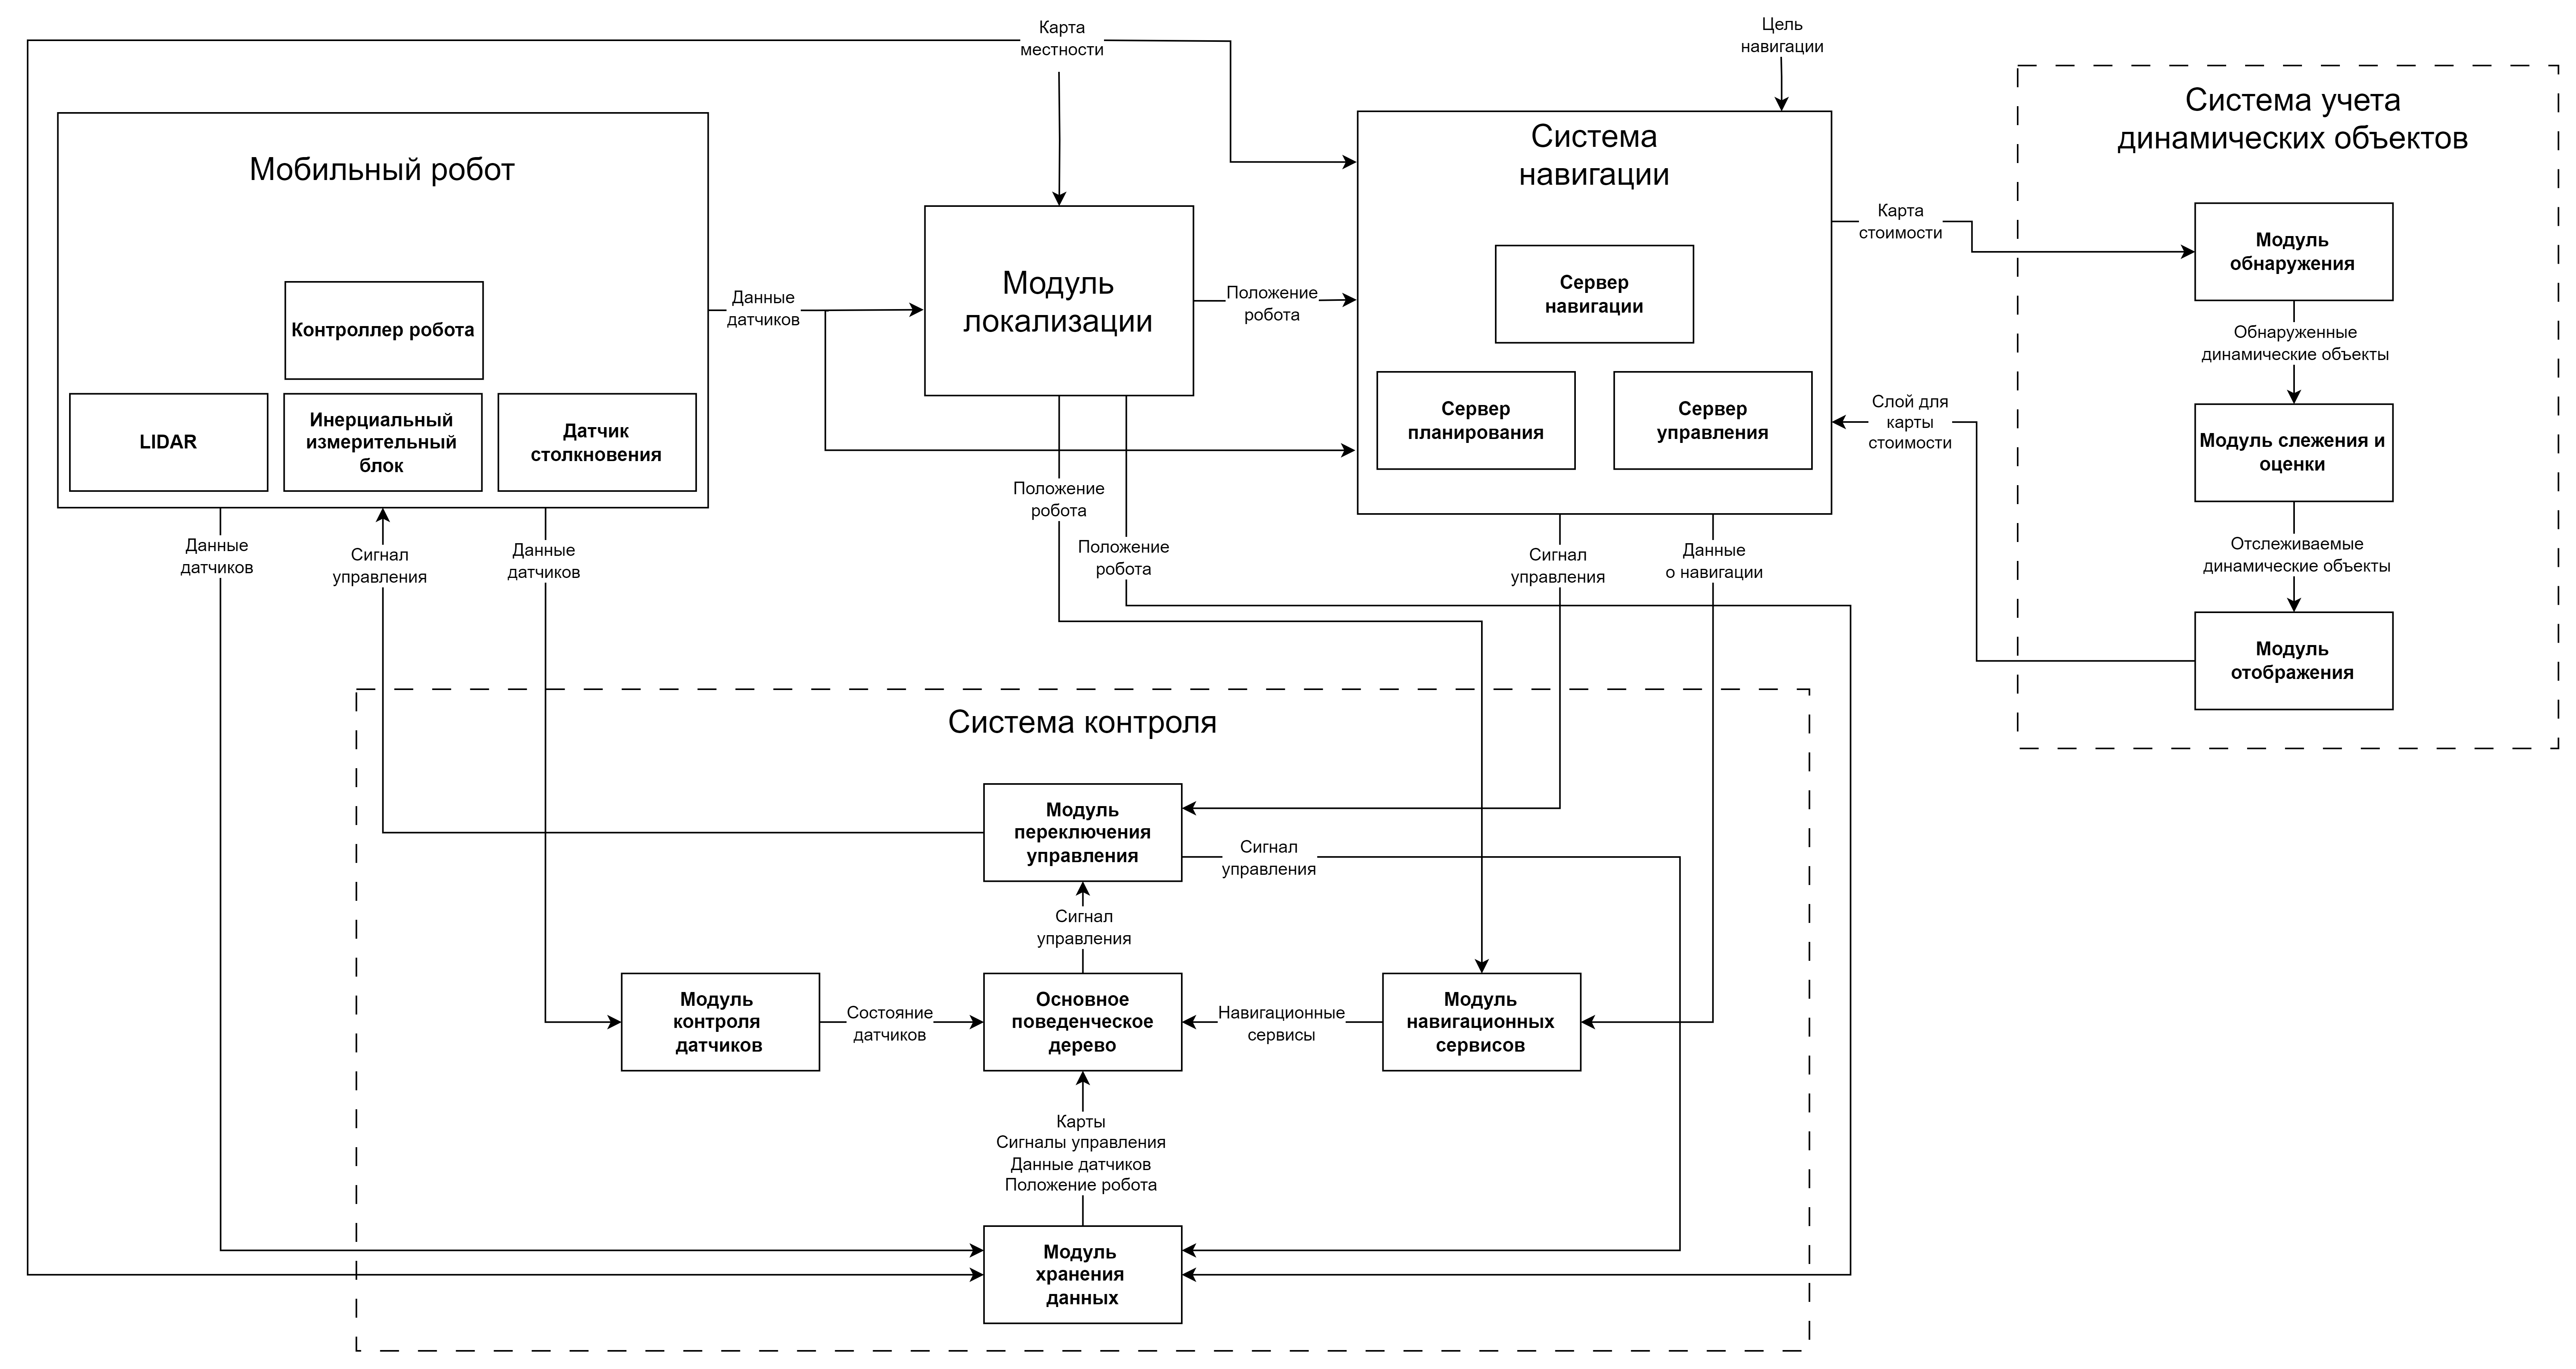 Карта
местности
Цель
навигации
Мобильный робот
Контроллер робота
LIDAR
Инерциальный
измерительный
блок
Датчик
столкновения
Данные
датчиков
Модуль
локализации
Положение
робота
Система
навигации
Сервер
навигации
Сервер
планирования
Сервер
управления
Карта
стоимости
Слой для
карты
стоимости
Система учета
динамических объектов
Модуль
обнаружения
Обнаруженные
динамические объекты
Модуль слежения и
оценки
Отслеживаемые
динамические объекты
Модуль
отображения
Данные
датчиков
Сигнал
управления
Данные
датчиков
Положение
робота
Положение
робота
Сигнал
управления
Данные
о навигации
Система контроля
Модуль
переключения
управления
Сигнал
управления
Сигнал
управления
Модуль
контроля
датчиков
Состояние
датчиков
Основное
поведенческое
дерево
Навигационные
сервисы
Модуль
навигационных
сервисов
Карты
Сигналы управления
Данные датчиков
Положение робота
Модуль
хранения
данных